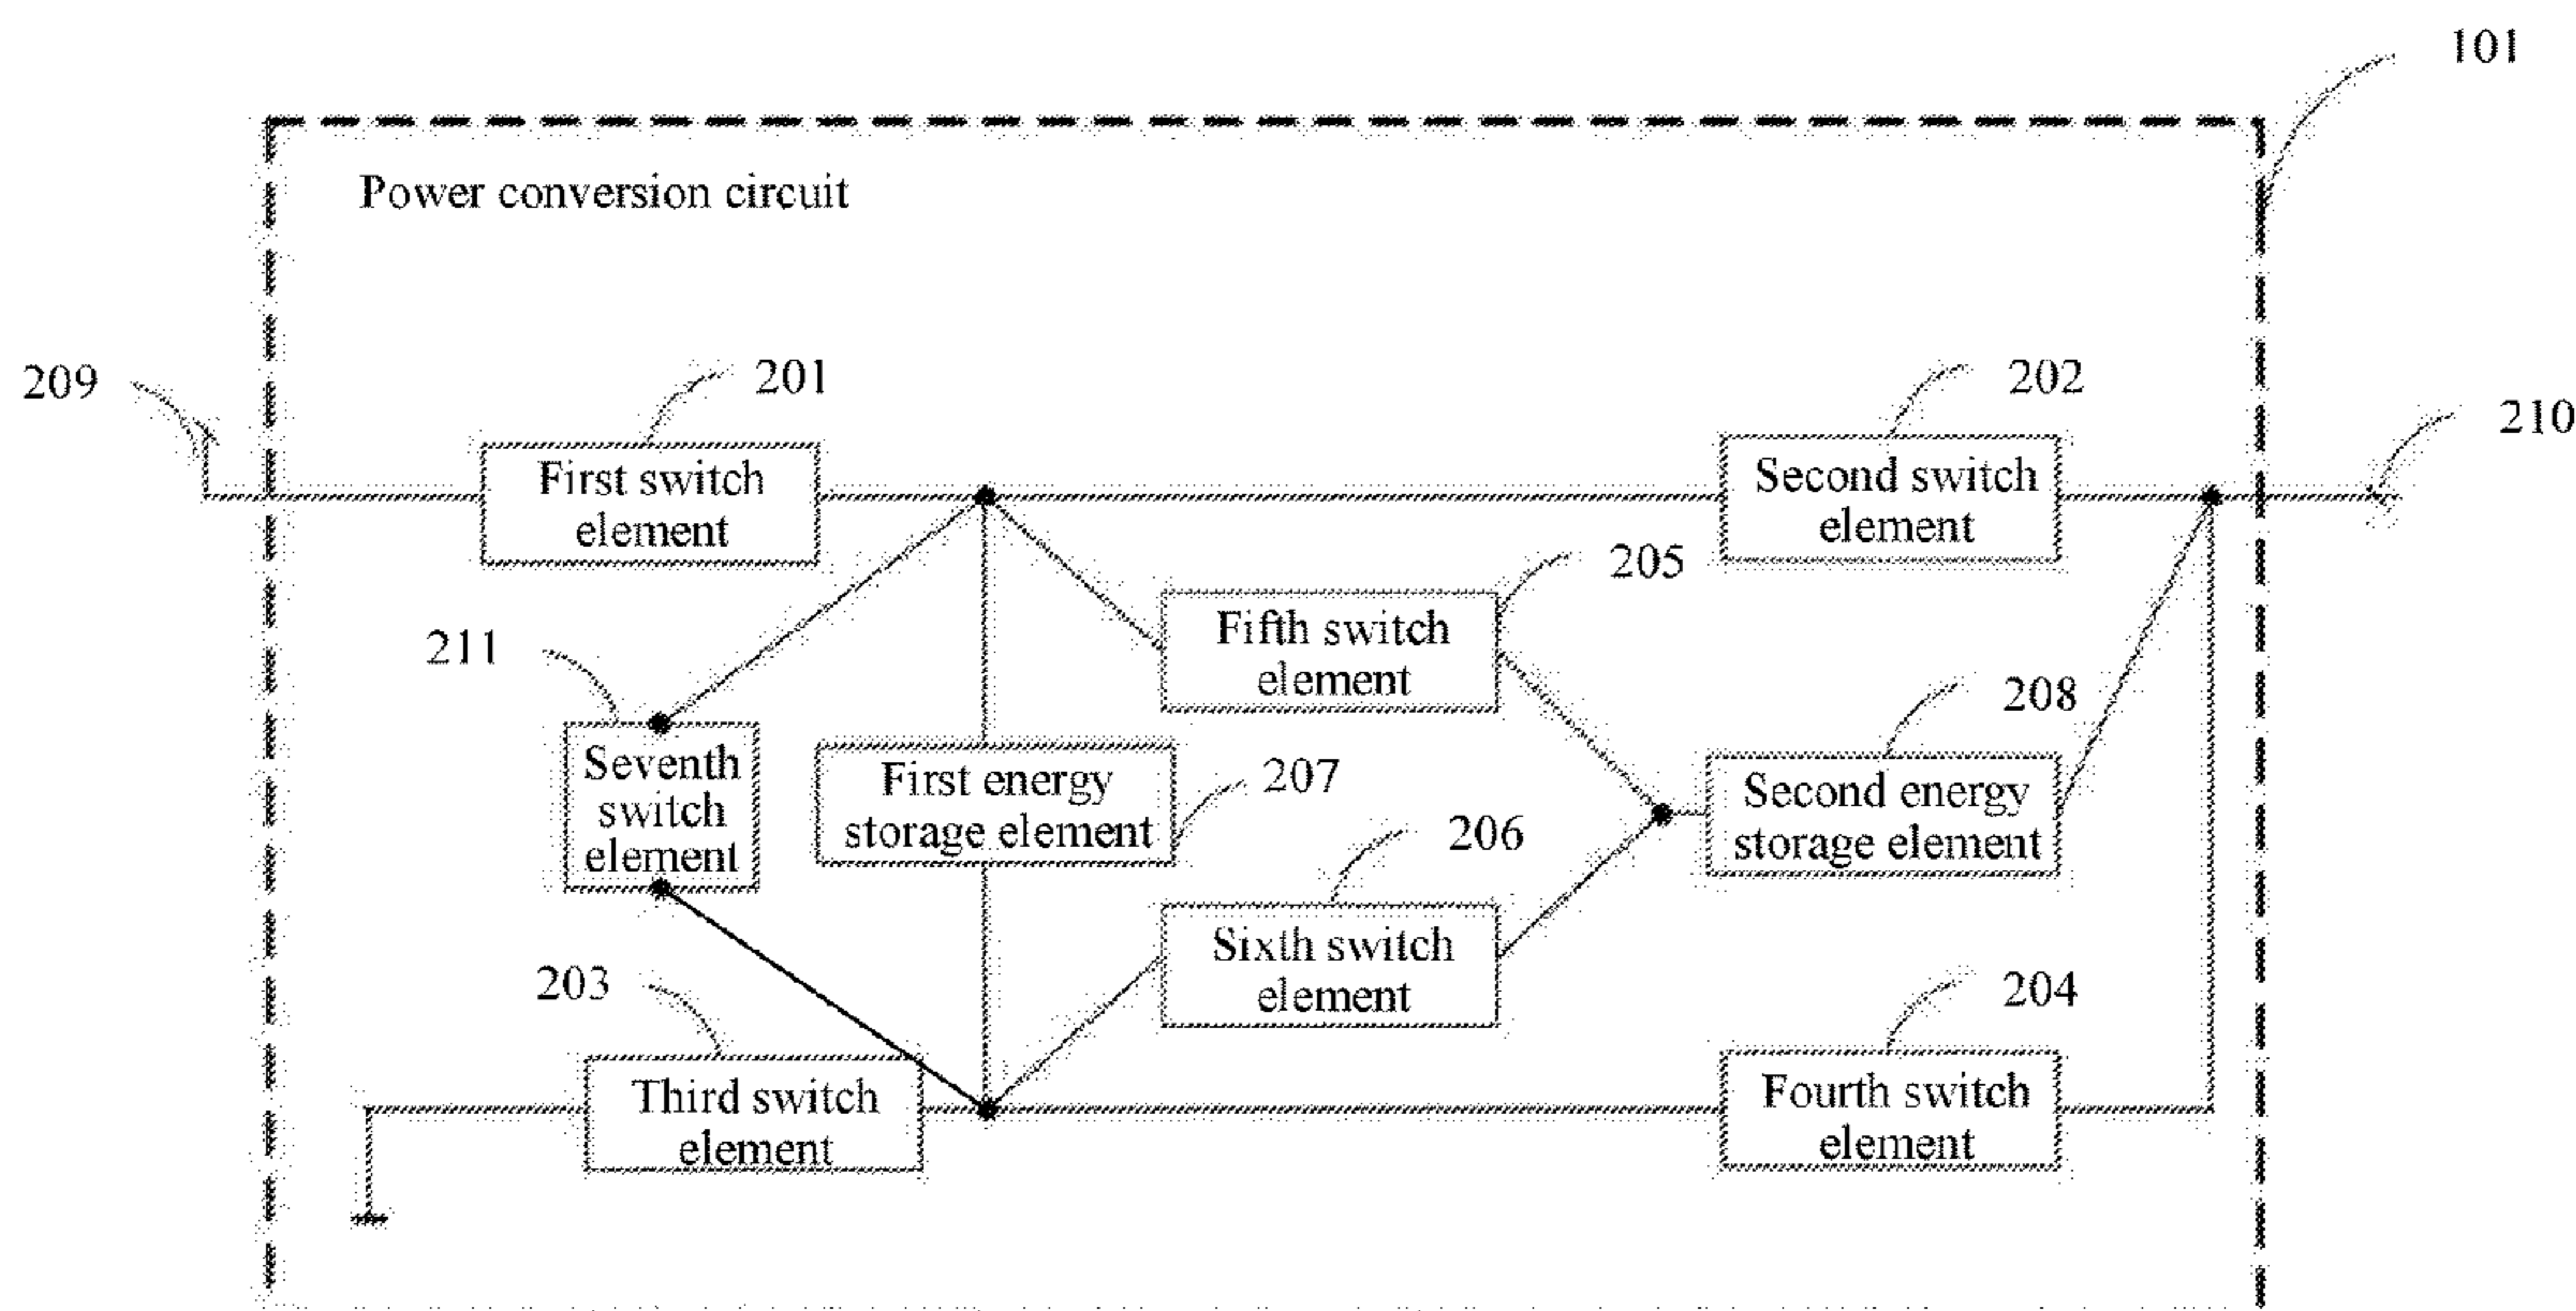 101
Power conversion circuit
209
201
202
210
First switch
element
Second switch
element
205
Fifth switch
element
211
208
Seventh
switch
element
First energy
storage element
207
Second energy
storage element
206
Sixth switch
element
203
204
Third switch
element
Fourth switch
element